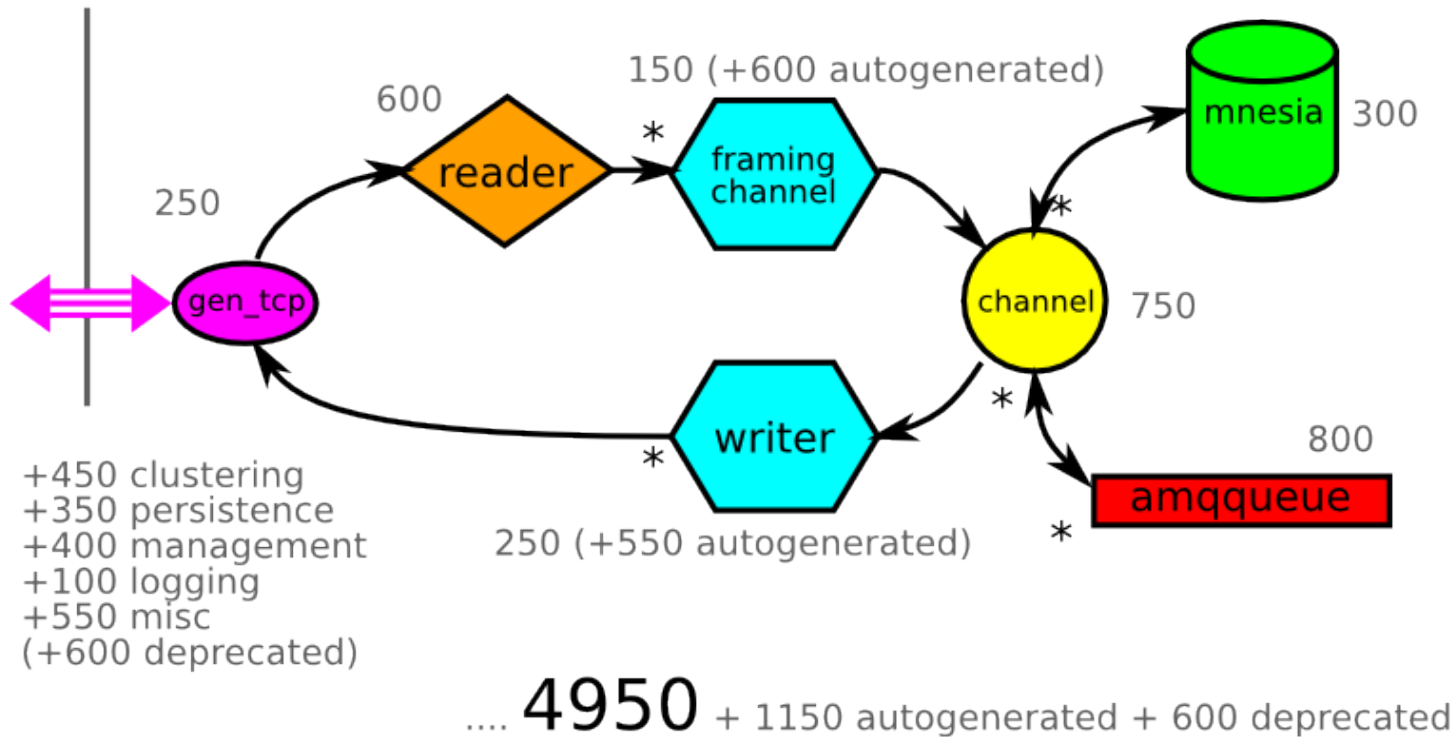 150 (+600 autogenerated)
600
*
reader
framing
channel
mnesia
300
250
*
gen_tcp
channel
750
*
writer
*
800
amqqueue
*
250 (+550 autogenerated)
+450 clustering
+350 persistence
+400 management
+100 logging
+550 misc
(+600 deprecated)
.... 4950 + 1150 autogenerated + 600 deprecated